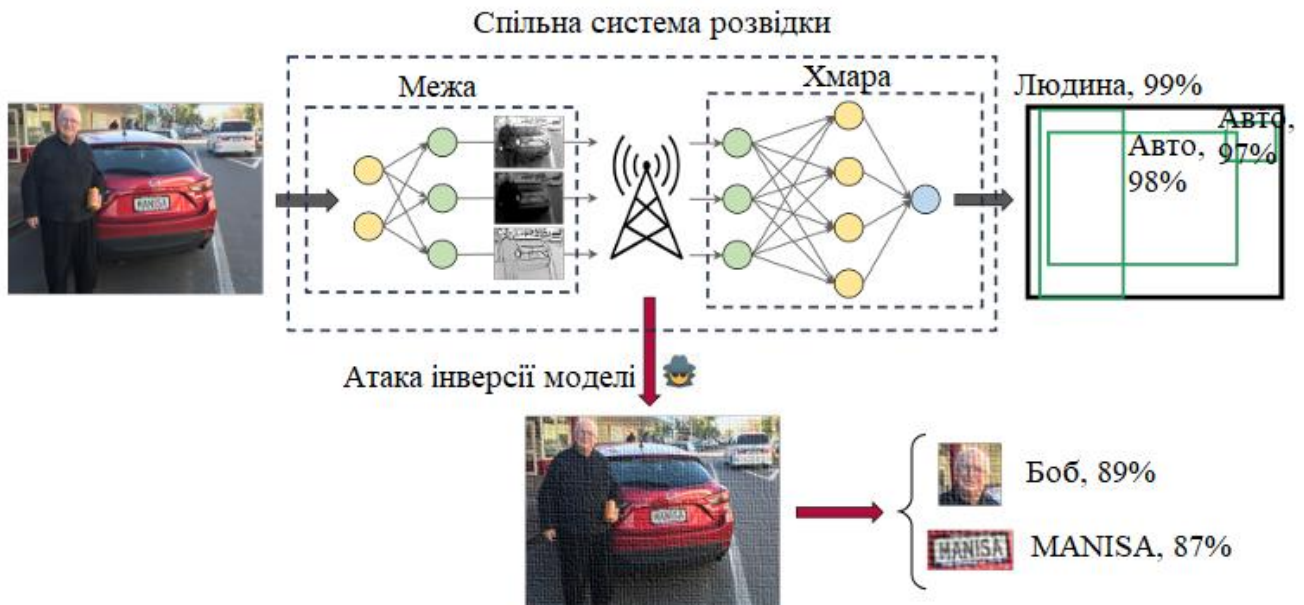 Спільна система розвідки
Межа
Хмара
Людина, 99%
Авто,
97%
Авто,
98%
MANISA
Атака інверсії моделі
MANISA
Боб, 89%
MANISA
MANISA, 87%